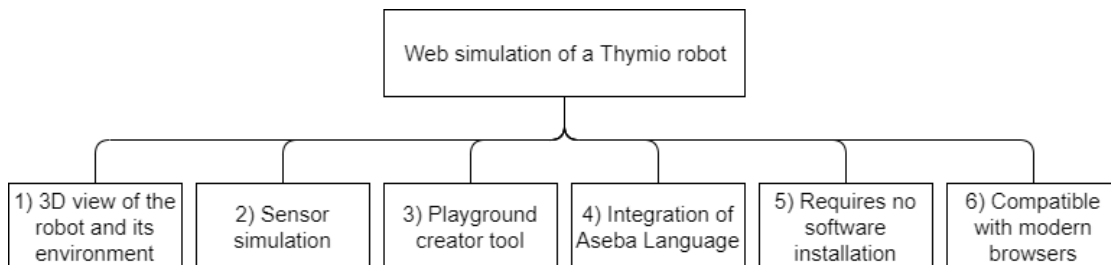 Web simulation of a Thymio robot
1) 3D view of the
robot and its
environment
2) Sensor
simulation
3) Playground
creator tool
4) Integration of
Aseba Language
5) Requires no
software
installation
6) Compatible
with modern
browsers